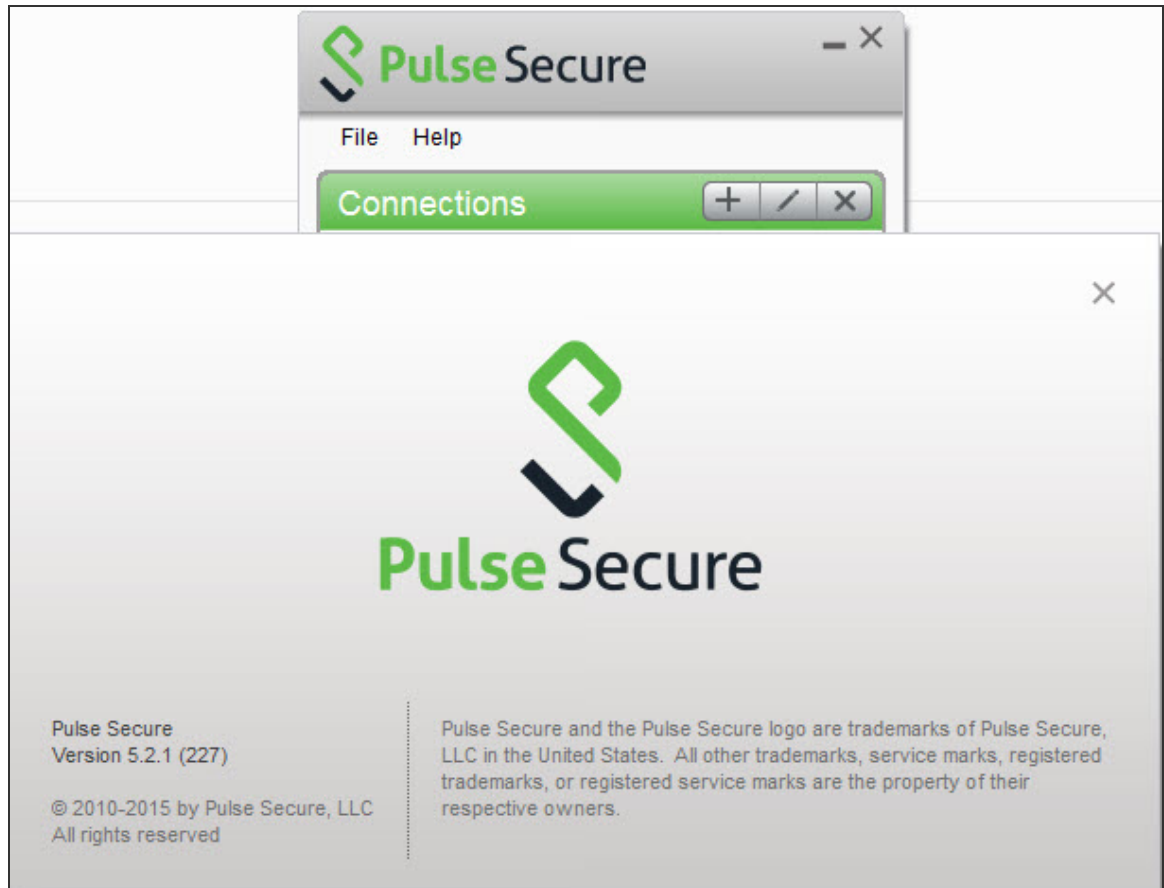 Pulse Secure
File Help
Connections
Pulse Secure
Pulse Secure
Version 5.2.1 (227)
© 2010-2015 by Pulse Secure, LLC
All rights reserved
Pulse Secure and the Pulse Secure logo are trademarks of Pulse Secure,
LLC in the United States. All other trademarks, service marks, registered
trademarks, or registered service marks are the property of their
respective owners.